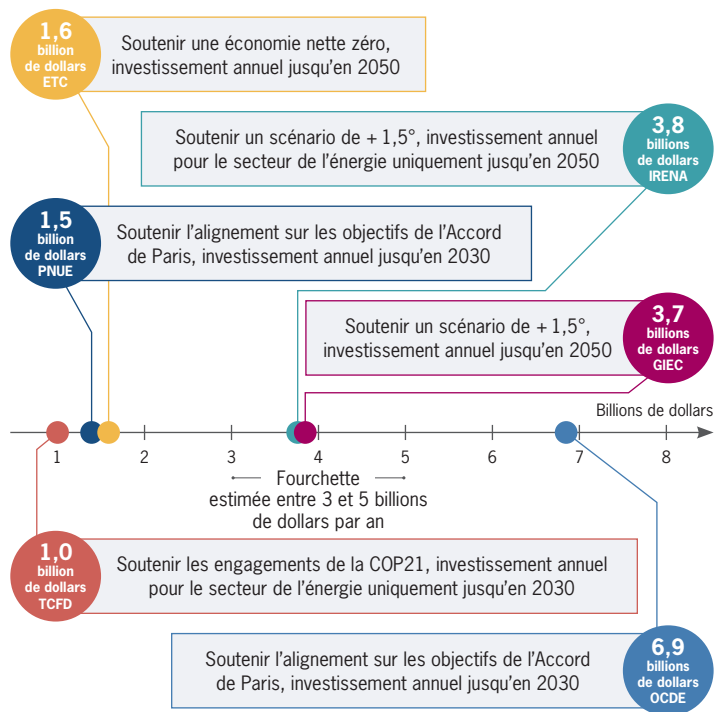 1,6
billion
de dollars
ETC
Soutenir une économie nette zéro,
investissement annuel jusqu'en 2050
Soutenir un scénario de + 1,5°, investissement annuel
pour le secteur de l'énergie uniquement jusqu'en 2050
3,8
billions
de dollars
IRENA
1,5
billion
de dollars
PNUE
Soutenir l'alignement sur les objectifs de l'Accord
de Paris, investissement annuel jusqu'en 2030
Soutenir un scénario de + 1,5°,
investissement annuel jusqu'en 2050
3,7
billions
de dollars
GIEC
Billions de dollars
1 2 3 4 5 6 7 8
Fourchette
estimée entre 3 et 5 billions
de dollars par an
1,0
billion
de dollars
TCFD
Soutenir les engagements de la COP21, investissement annuel
pour le secteur de l'énergie uniquement jusqu'en 2030
Soutenir l'alignement sur les objectifs de l'Accord
de Paris, investissement annuel jusqu'en 2030
6,9
billions
de dollars
OCDE